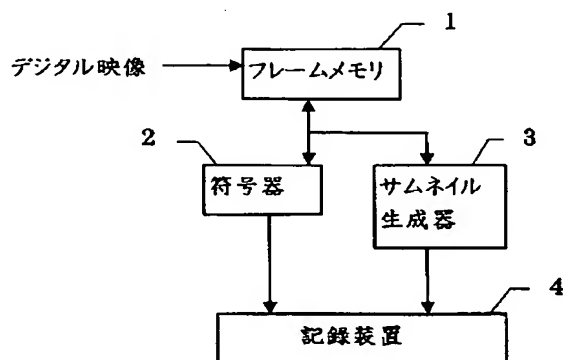 1
デジタル映像
フレームメモリ
2
3
符号器
サムネイル
生成器
4
記録装置